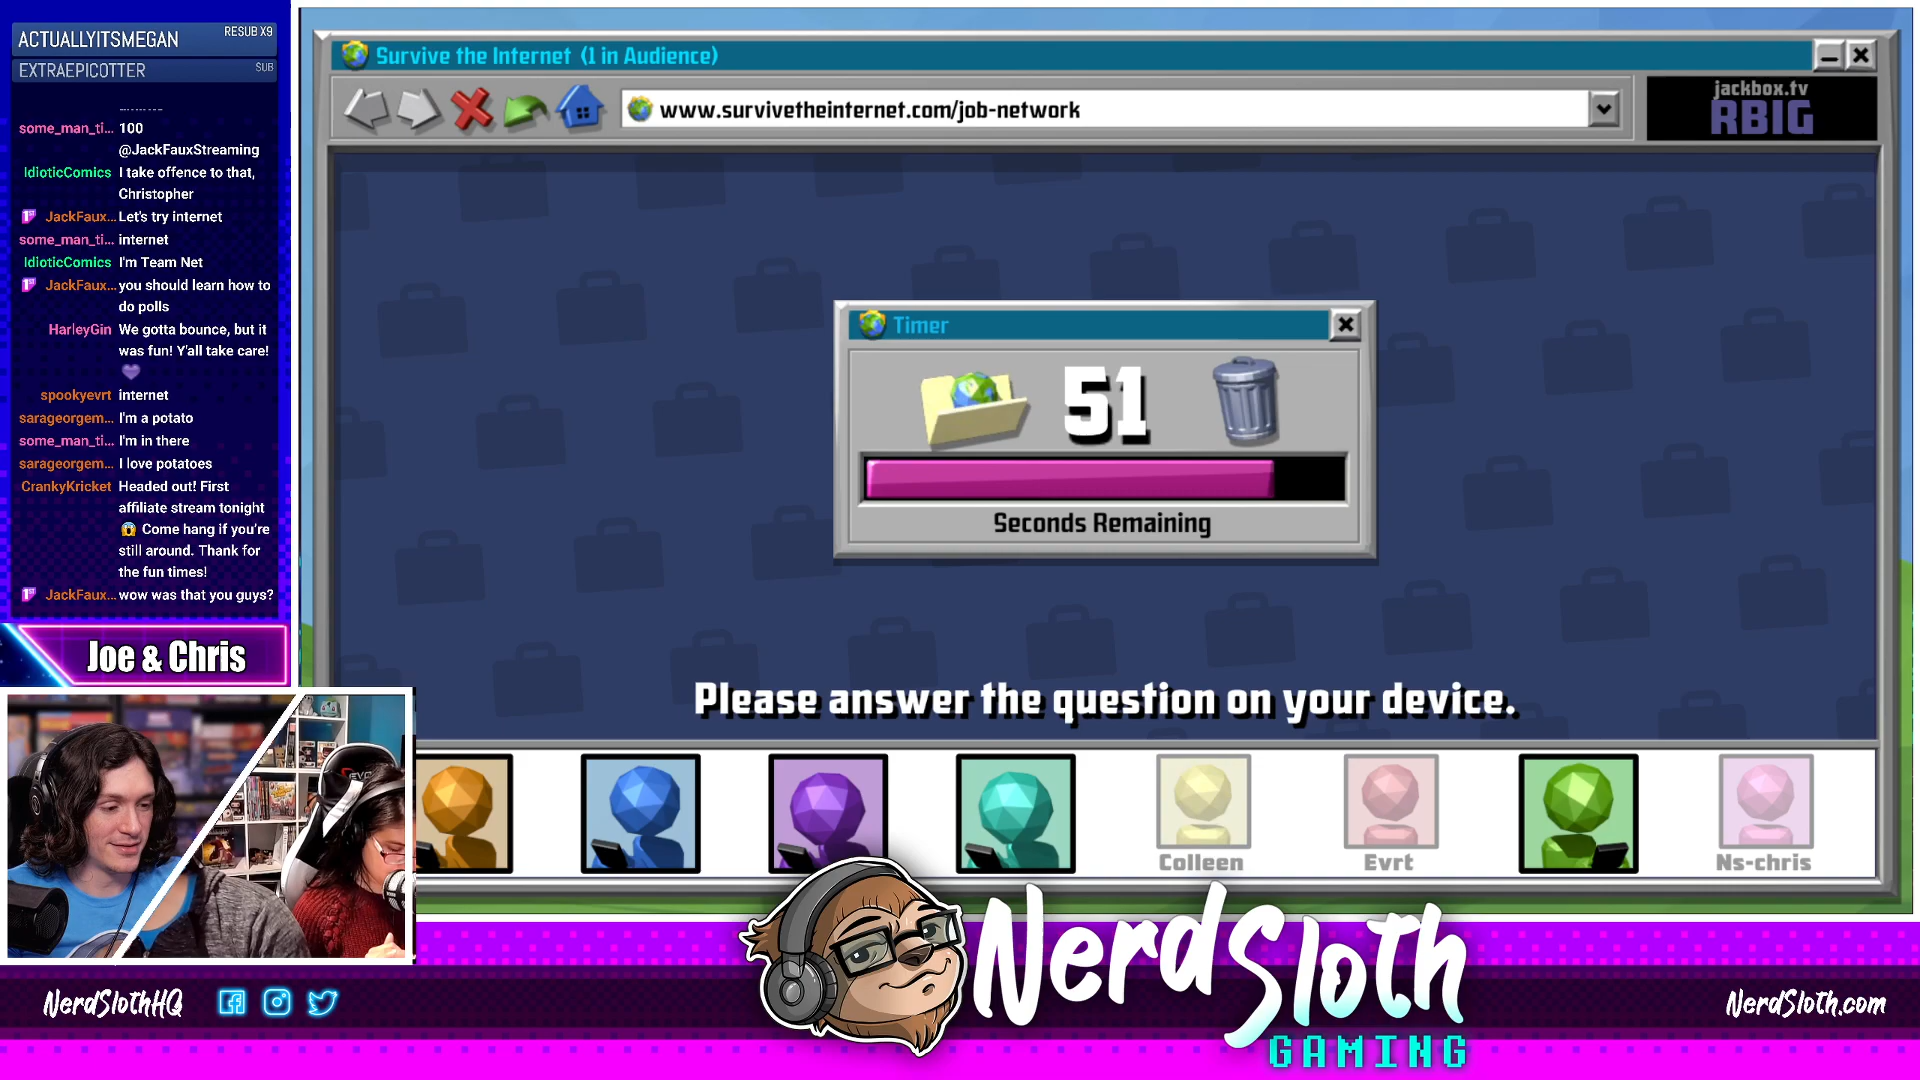 ACTUALLYITSMEGAN RESUB X9
EXTRAEPICOTTER SUB
some_man_ti... 100
@JackFauxStreaming
IdioticComics I take offence to that,
Christopher
JackFaux... Let's try internet
some_man_ti... internet
IdioticComics I'm Team Net
JackFaux... you should learn how to
do polls
HarleyGin We gotta bounce, but it
was fun! Y'all take care!
spookyevrt internet
sarageorgem... I'm a potato
some_man_ti... I'm in there
sarageorgem... I love potatoes
CrankyKricket Headed out! First
affiliate stream tonight
Come hang if you're
still around. Thank for
the fun times!
JackFaux... wow was that you guys?
Joe & Chris
Survive the Internet (1 in Audience)
www.survivetheinternet.com/job-network
jackbox.tv
RBIG
Timer
51
Seconds Remaining
Please answer the question on your device.
Colleen
Evrt
Ns-chris
NerdSlothHQ
NerdSloth
GAMING
NerdSloth.com